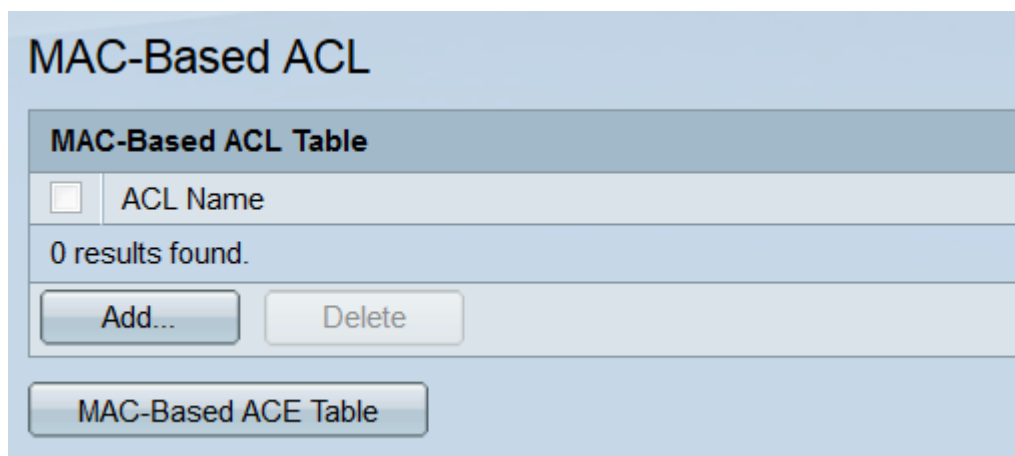 MAC-Based ACL
MAC-Based ACL Table
ACL Name
0 results found.
Add... Delete
MAC-Based ACE Table